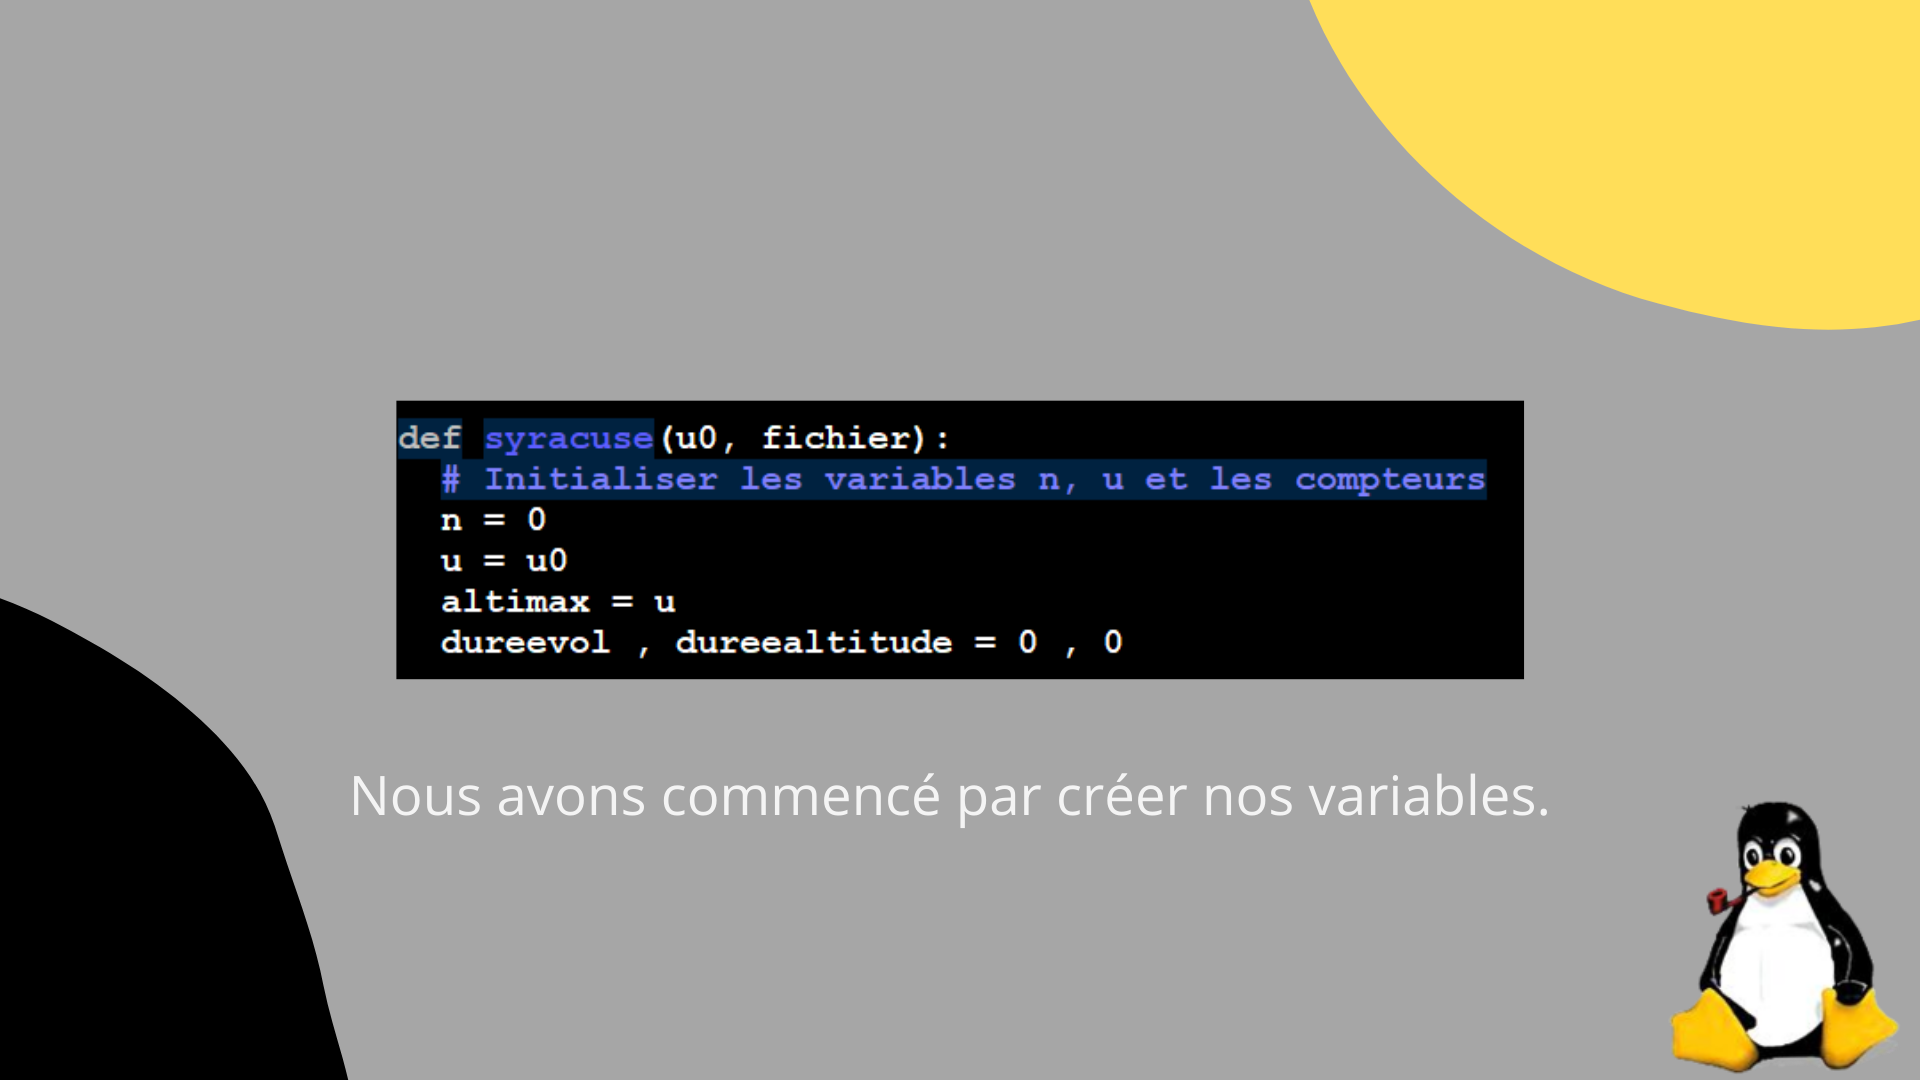 def syracuse(u0, fichier):
# Initialiser les variables n, u et les compteurs
n = 0
u = u0
altimax = u
dureevol , dureealtitude = 0 , 0
Nous avons commencé par créer nos variables.